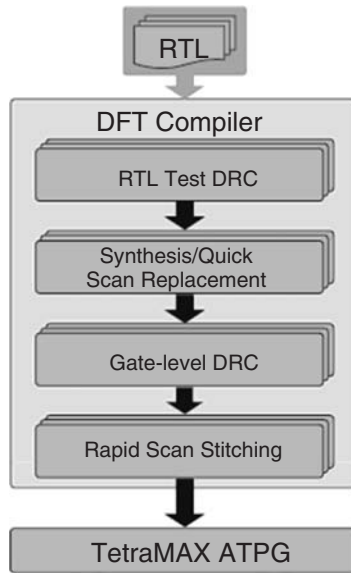 RTL
DFT Compiler
RTL Test DRC
Synthesis/Quick
Scan Replacement
Gate-level DRC
Rapid Scan Stitching
TetraMAX ATPG